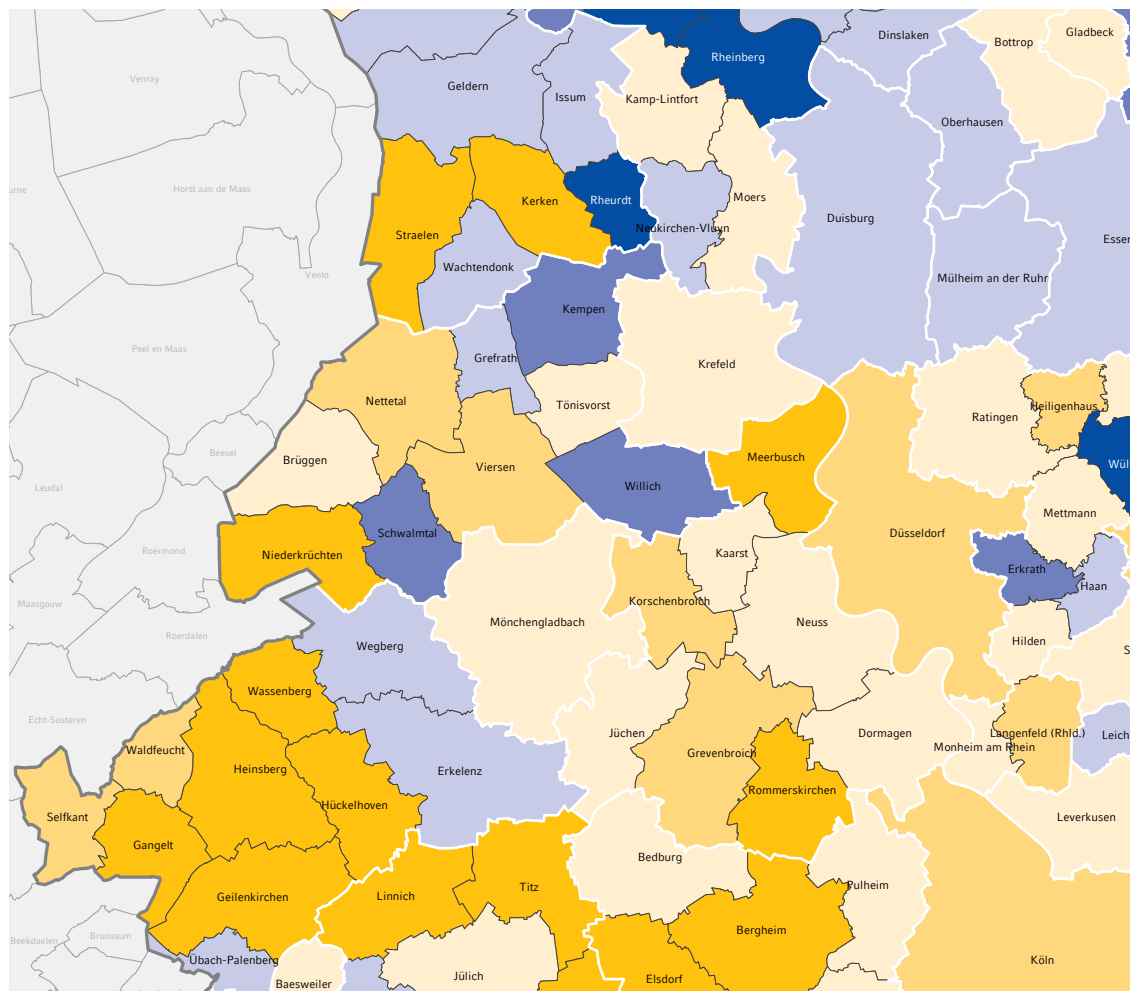 Dinslaken
Gladbeck
Bottrop
Rheinberg
Venray
Geldern
Issum
Kamp-Lintfort
Oberhausen
urne
Horst aan de Maas
Rheurdt
Kerken
Moers
Duisburg
Neukirchen-Vluyn
Straelen
Essen
Wachtendonk
Venlo
Mülheim an der Ruhr
Kempen
Peel en Maas
Grefrath
Krefeld
Nettetal
Tönisvorst
Heiligenhaus
Ratingen
Beesel
Brüggen
Meerbusch
Viersen
Wül
Leudal
Willich
Mettmann
Schwalmtal
Düsseldorf
Roermond
Niederkrüchten
Kaarst
Erkrath
Haan
Maasgouw
Korschenbroich
Mönchengladbach
Neuss
Roerdalen
Wegberg
Hilden
S
Wassenberg
Echt-Susteren
Jüchen
Dormagen
Langenfeld (Rhld.)
Leich
Waldfeucht
Monheim am Rhein
Grevenbroich
Heinsberg
Erkelenz
Rommerskirchen
Hückelhoven
Selfkant
Leverkusen
Gangelt
Bedburg
Pulheim
Titz
Geilenkirchen
Linnich
Bergheim
Brunssum
Beekdaelen
Übach-Palenberg
Köln
Jülich
Elsdorf
Baesweiler